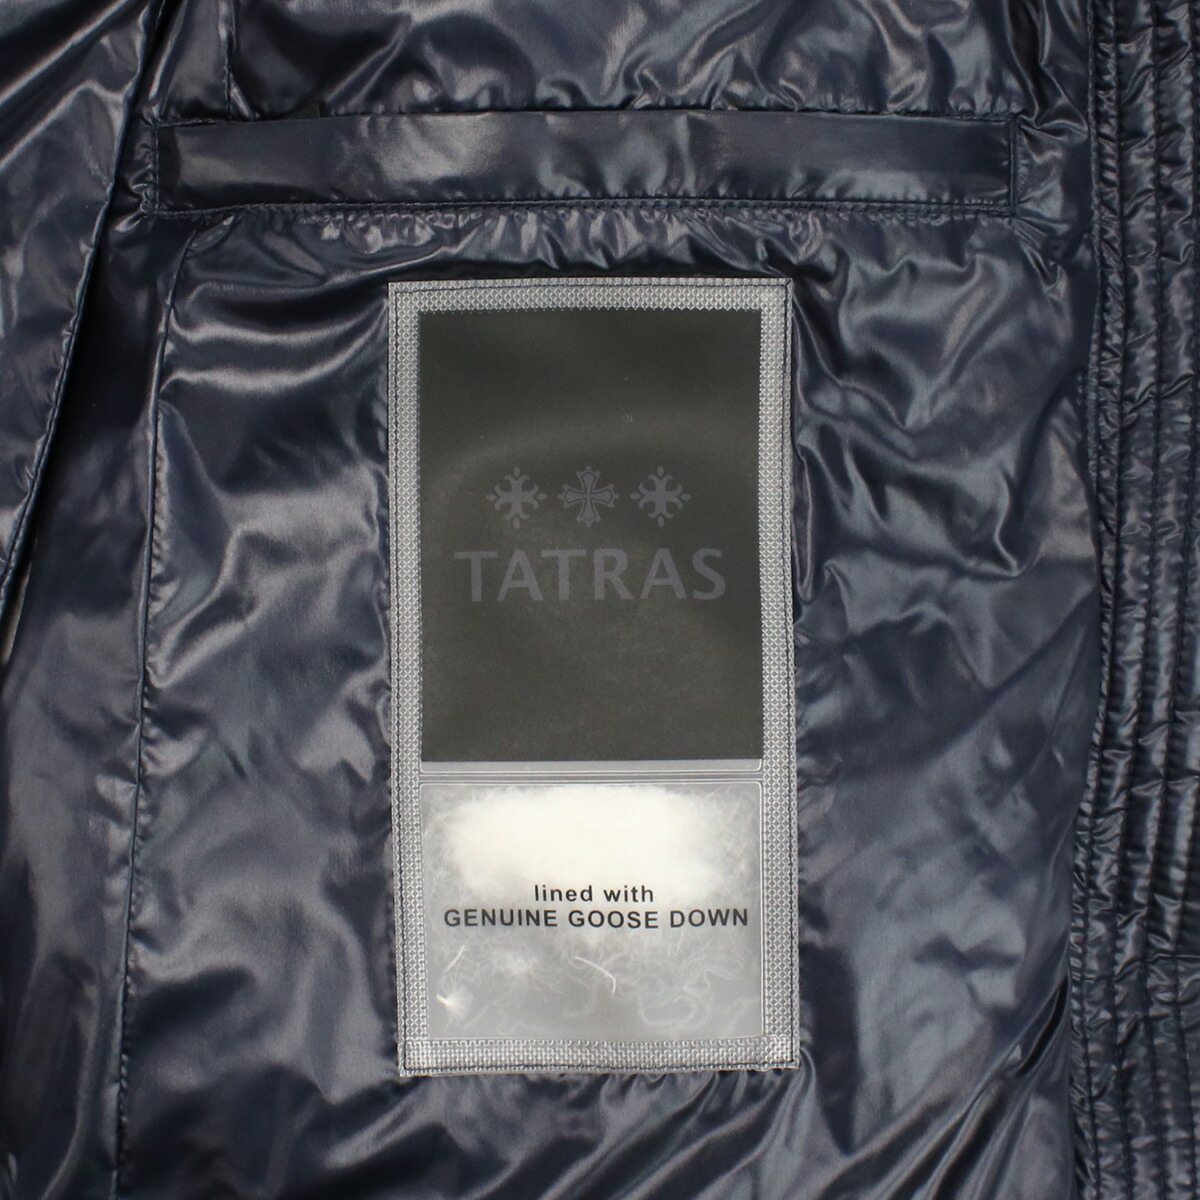 TATRAS
lined with
GENUINE GOOSE DOWN